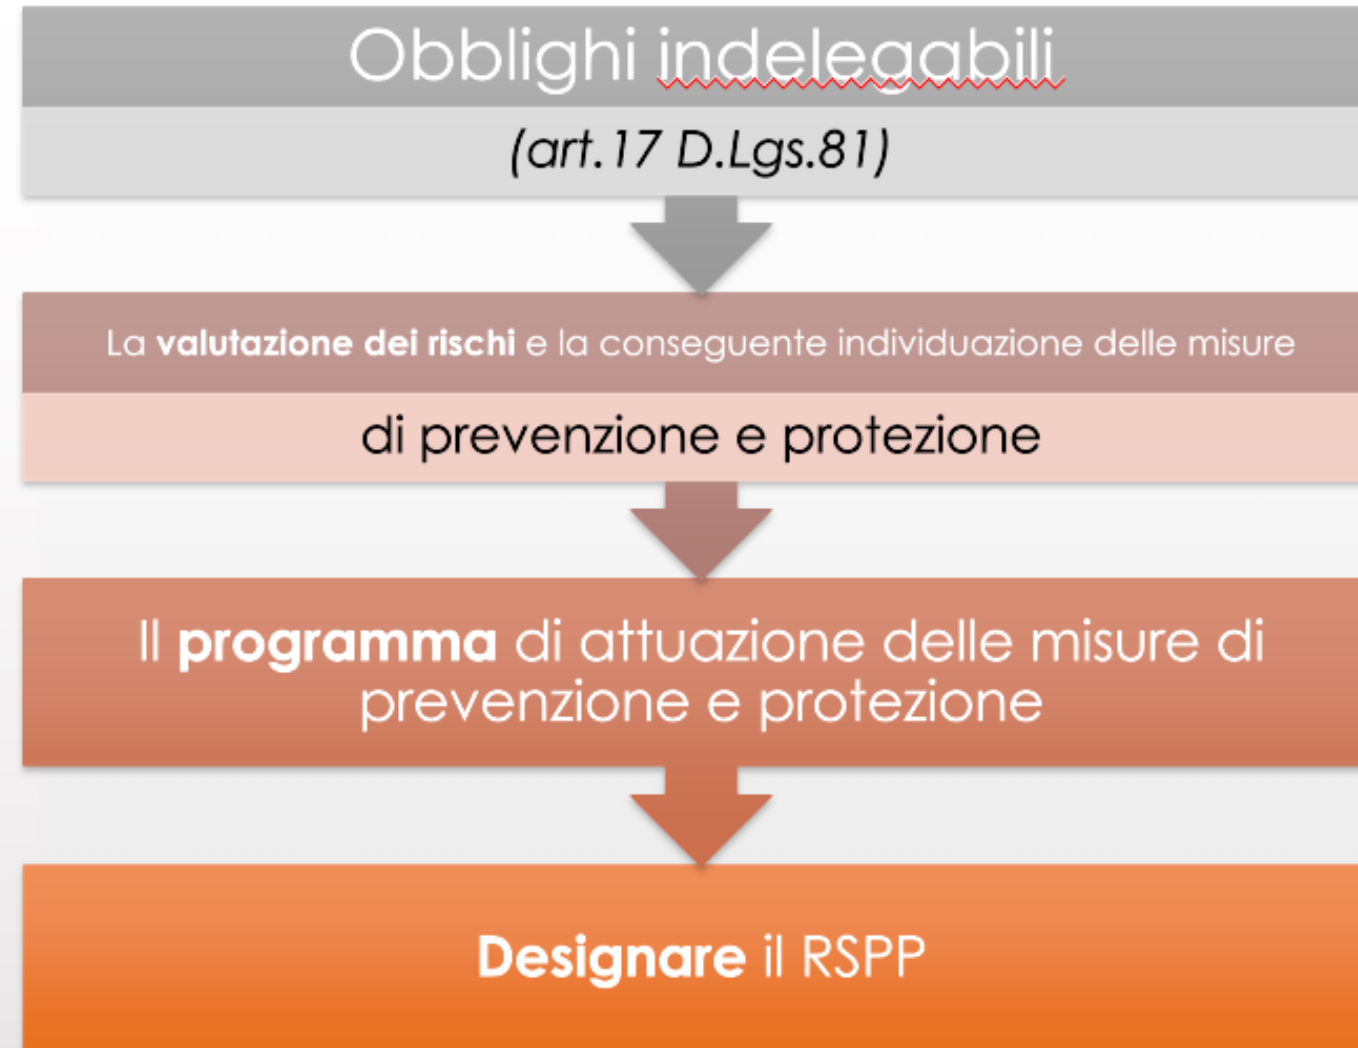 Obblighi indelegabili
(art.17 D.Lgs.81)
La valutazione dei rischi e la conseguente individuazione delle misure
di prevenzione e protezione
Il programma di attuazione delle misure di
prevenzione e protezione
Designare il RSPP